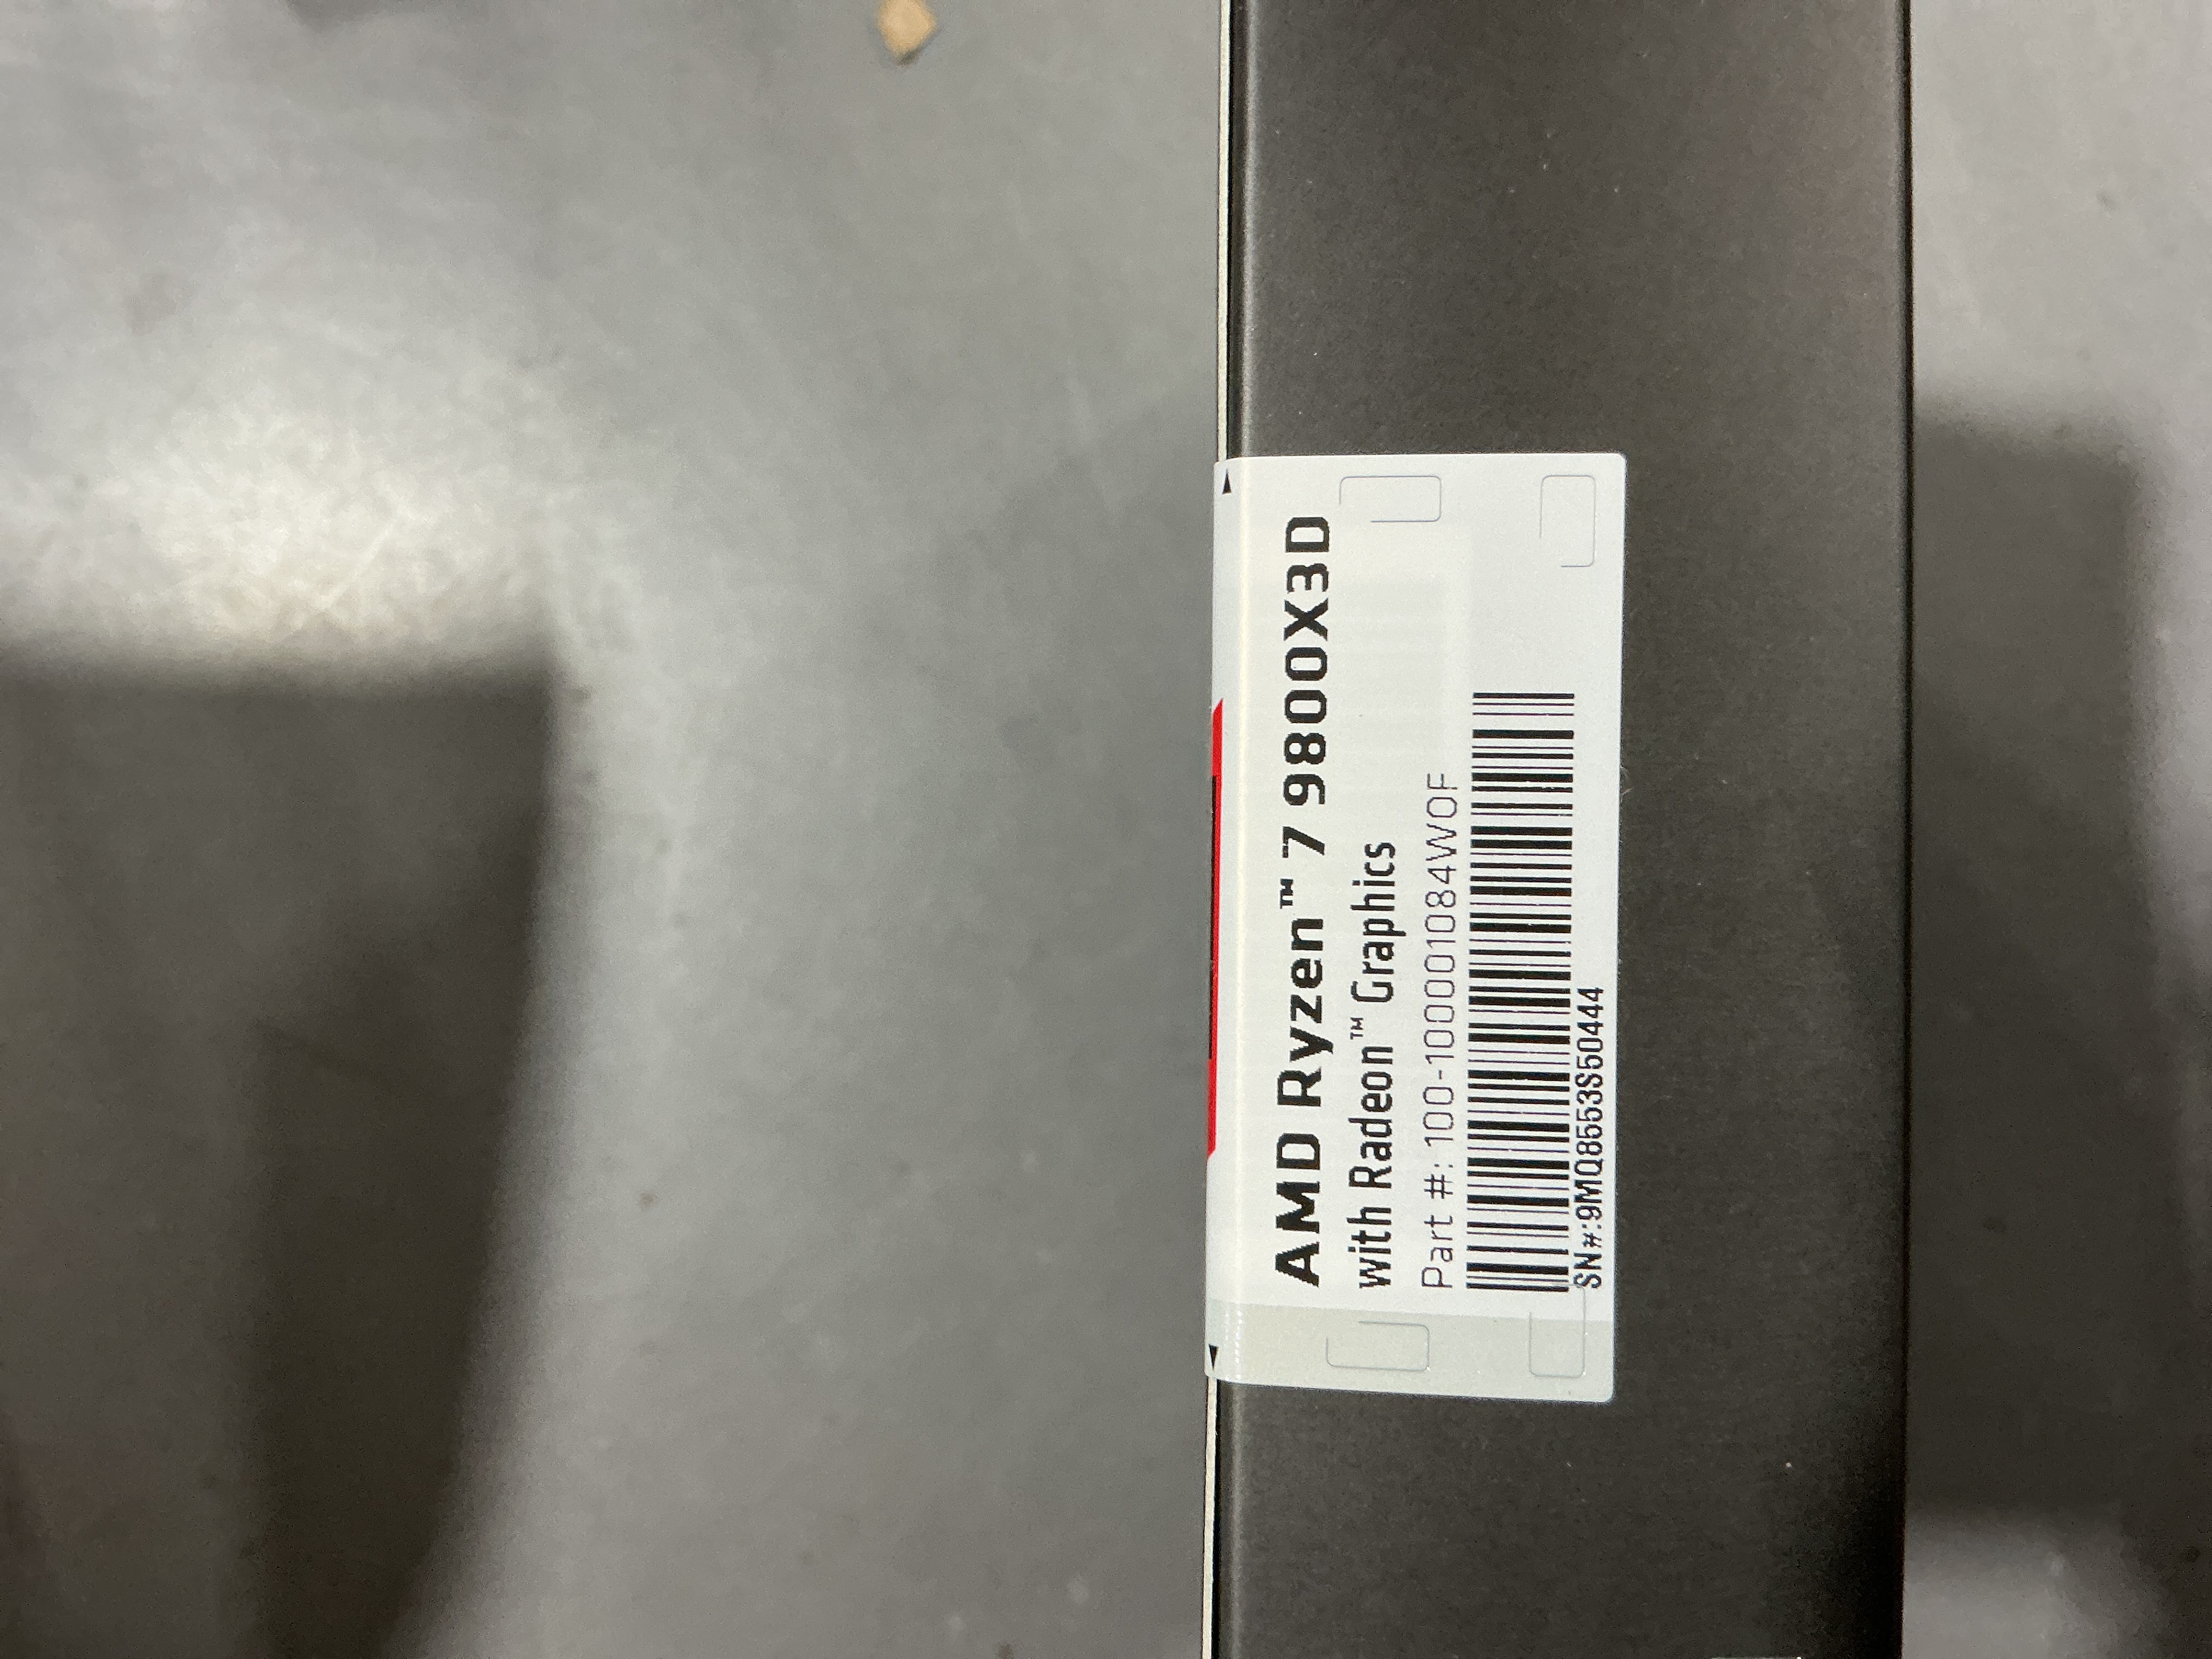 AMD Ryzen™ 7 9800X3D
with Radeon™ Graphics
Part #: 100-100001084WOF
SN#:9MQ8553S50444